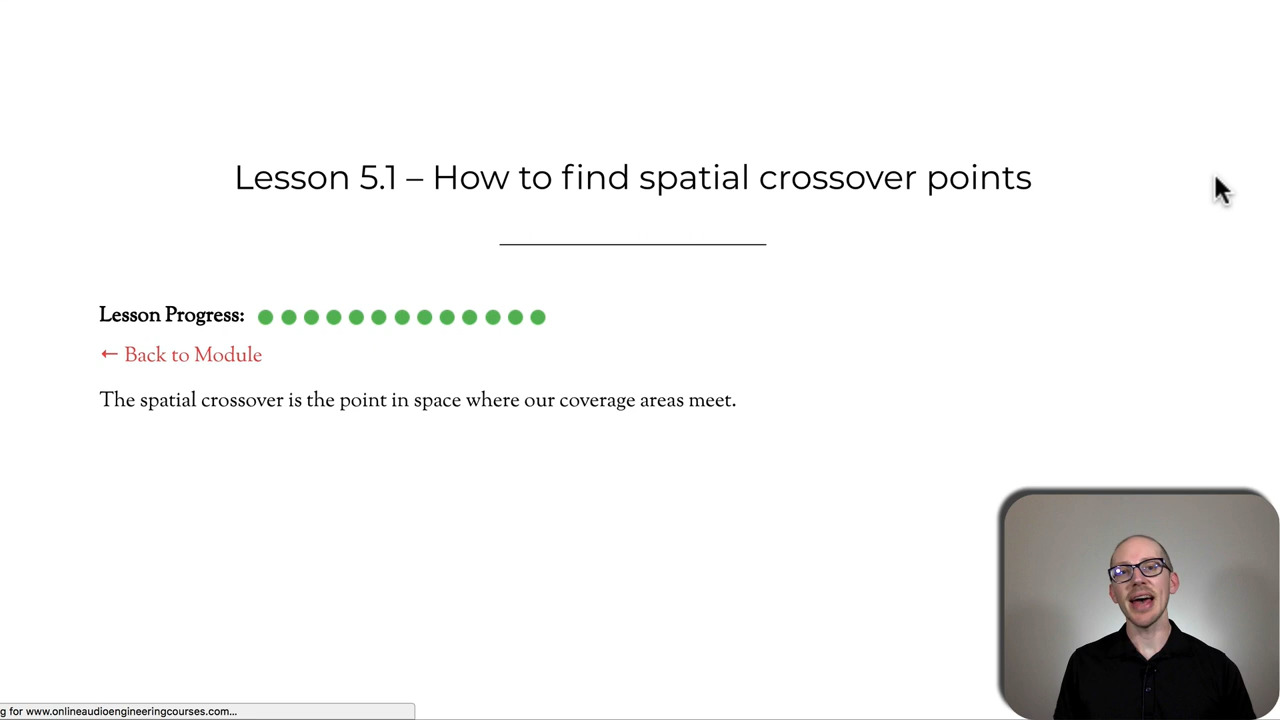 Lesson 5.1 – How to find spatial crossover points
Lesson Progress:
← Back to Module
The spatial crossover is the point in space where our coverage areas meet.
g for www.onlineaudioengineeringcourses.com...